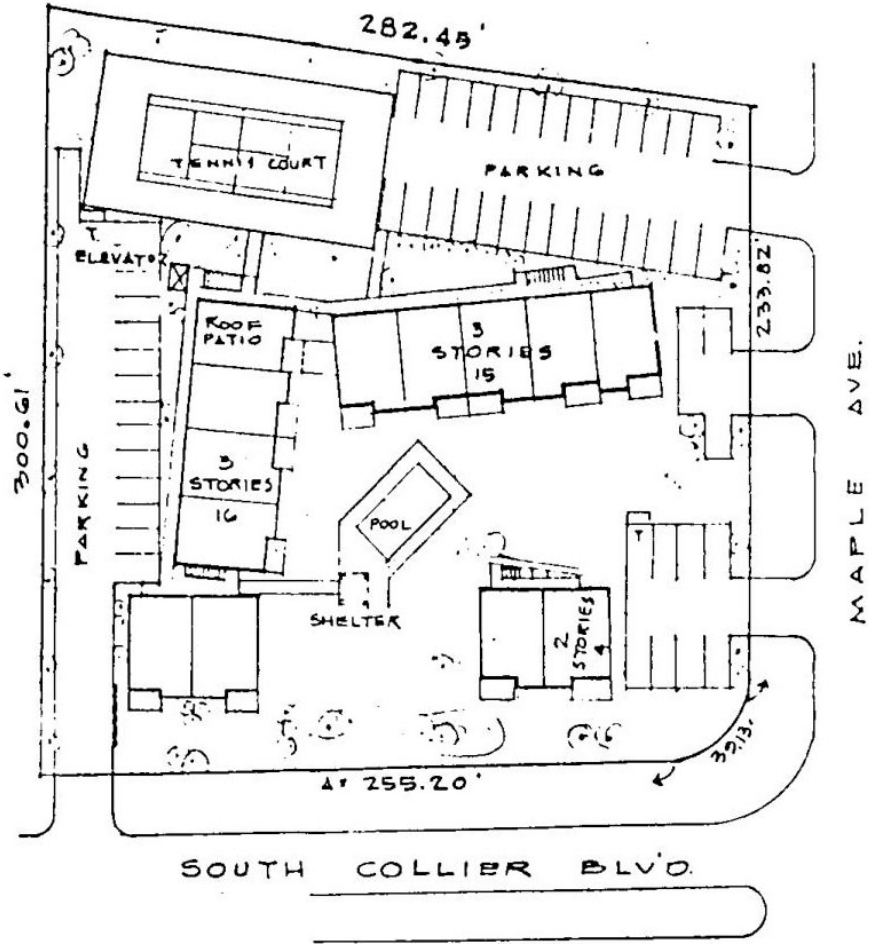 282.45'
TENNIS COURT
PARKING
T.
ELEVATOR
233.82
ROOF
PATIO
3
STORIES
15
300.61'
MAPLE AVE.
PARKING
3
STORIES
16
POOL
T
SHELTER
2
STORIES
4
39.13'
255.20'
SOUTH COLLIER BLV'D.